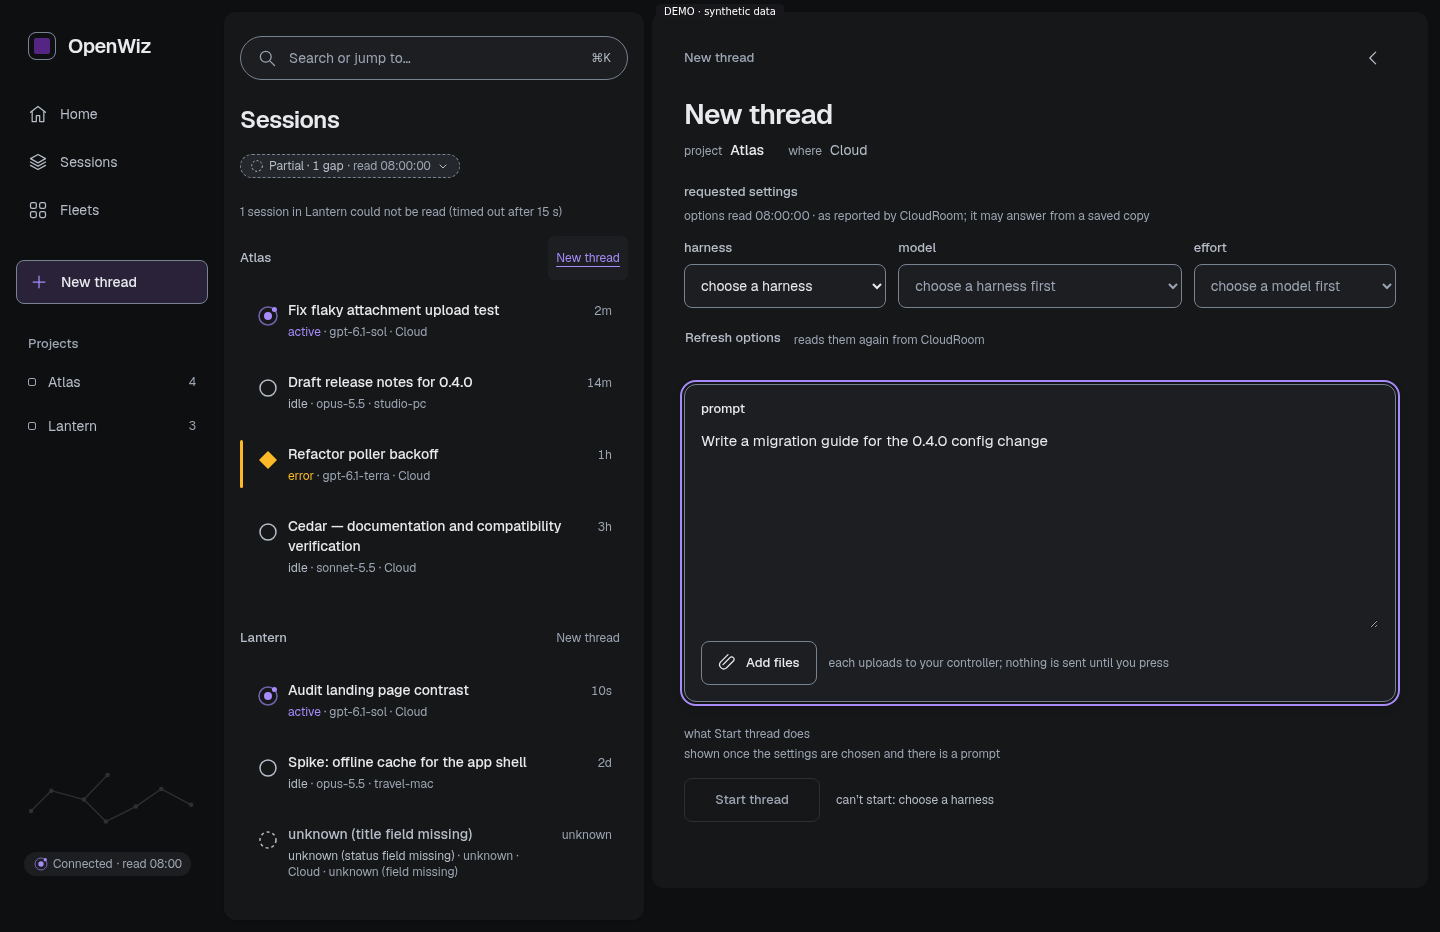 DEMO · synthetic data
OpenWiz
Home
Sessions
Fleets
New thread
Projects
Atlas 4
Lantern 3
Connected · read 08:00
Search or jump to... ⌘K
Sessions
Partial · 1 gap · read 08:00:00
1 session in Lantern could not be read (timed out after 15 s)
Atlas New thread
Fix flaky attachment upload test 2m
active · gpt-6.1-sol · Cloud
Draft release notes for 0.4.0 14m
idle · opus-5.5 · studio-pc
Refactor poller backoff 1h
error · gpt-6.1-terra · Cloud
Cedar — documentation and compatibility 3h
verification
idle · sonnet-5.5 · Cloud
Lantern New thread
Audit landing page contrast 10s
active · gpt-6.1-sol · Cloud
Spike: offline cache for the app shell 2d
idle · opus-5.5 · travel-mac
unknown (title field missing) unknown
unknown (status field missing) · unknown ·
Cloud · unknown (field missing)
New thread
New thread
project Atlas where Cloud
requested settings
options read 08:00:00 · as reported by CloudRoom; it may answer from a saved copy
harness model effort
choose a harness choose a harness first choose a model first
Refresh options reads them again from CloudRoom
prompt
Write a migration guide for the 0.4.0 config change
Add files each uploads to your controller; nothing is sent until you press
what Start thread does
shown once the settings are chosen and there is a prompt
Start thread can't start: choose a harness